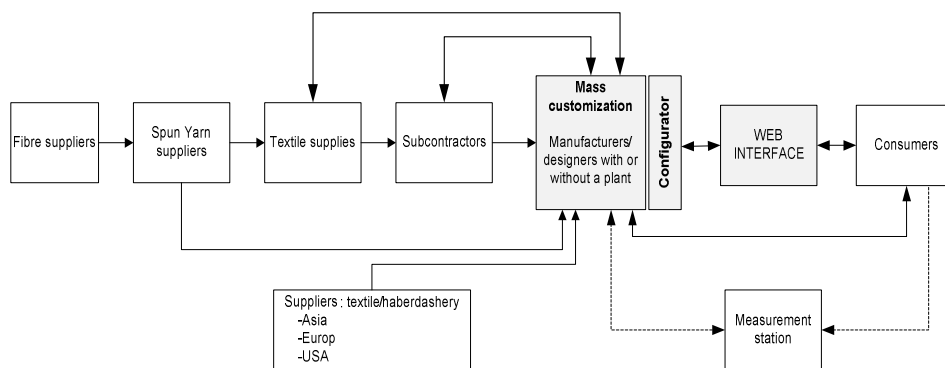 Fibre suppliers
Spun Yarn
suppliers
Textile supplies
Subcontractors
Mass
customization
Manufacturers/
designers with or
without a plant
Configurator
WEB
INTERFACE
Consumers
Suppliers : textile/haberdashery
-Asia
-Europ
-USA
Measurement
station